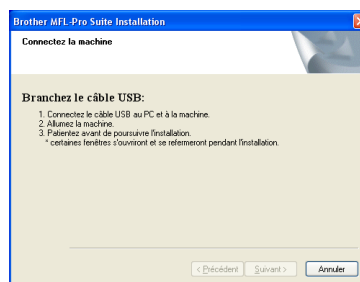 Brother MFL-Pro Suite Installation
Connectez la machine
Branchez le câble USB:
1. Connectez le câble USB au PC et à la machine.
2. Allumez la machine.
3. Patientez avant de poursuivre l'installation.
* certaines fenêtres s'ouvriront et se refermeront pendant l'installation.
< Précédent Suivant > Annuler